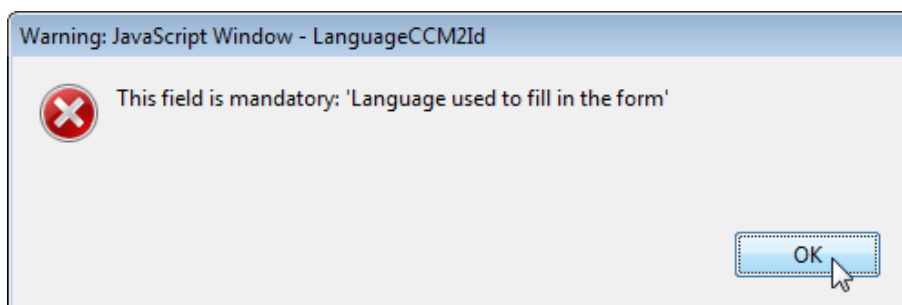 Warning: JavaScript Window - LanguageCCM2Id
This field is mandatory: 'Language used to fill in the form'
OK